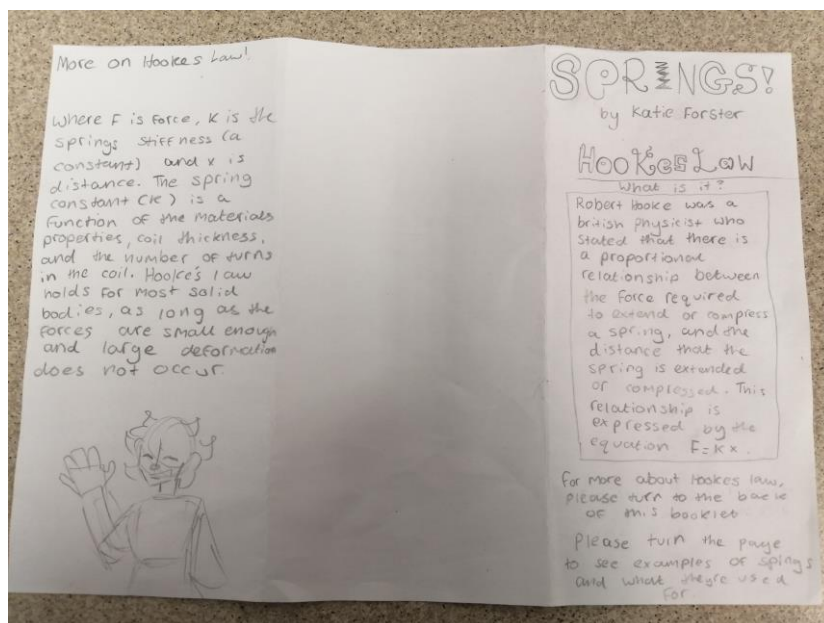 More on Hookes Law!
Where F is force, K is the
springs stiffness (a
constant) and x is
distance. The spring
constant (K) is a
function of the materials
properties, coil thickness,
and the number of turns
in the coil. Hooke's law
holds for most solid
bodies, as long as the
forces are small enough
and large deformation
does not occur
SPRINGS!
by Katie Forster
Hookes Law
What is it?
Robert Hooke was a
british physicist who
stated that there is
a proportional
relationship between
the force required
to extend or compress
a spring, and the
distance that the
spring is extended
or compressed. This
relationship is
expressed by the
equation F=Kx.
For more about Hookes law,
please turn to the back
of this booklet
Please turn the page
to see examples of spings
and what theyre used
for